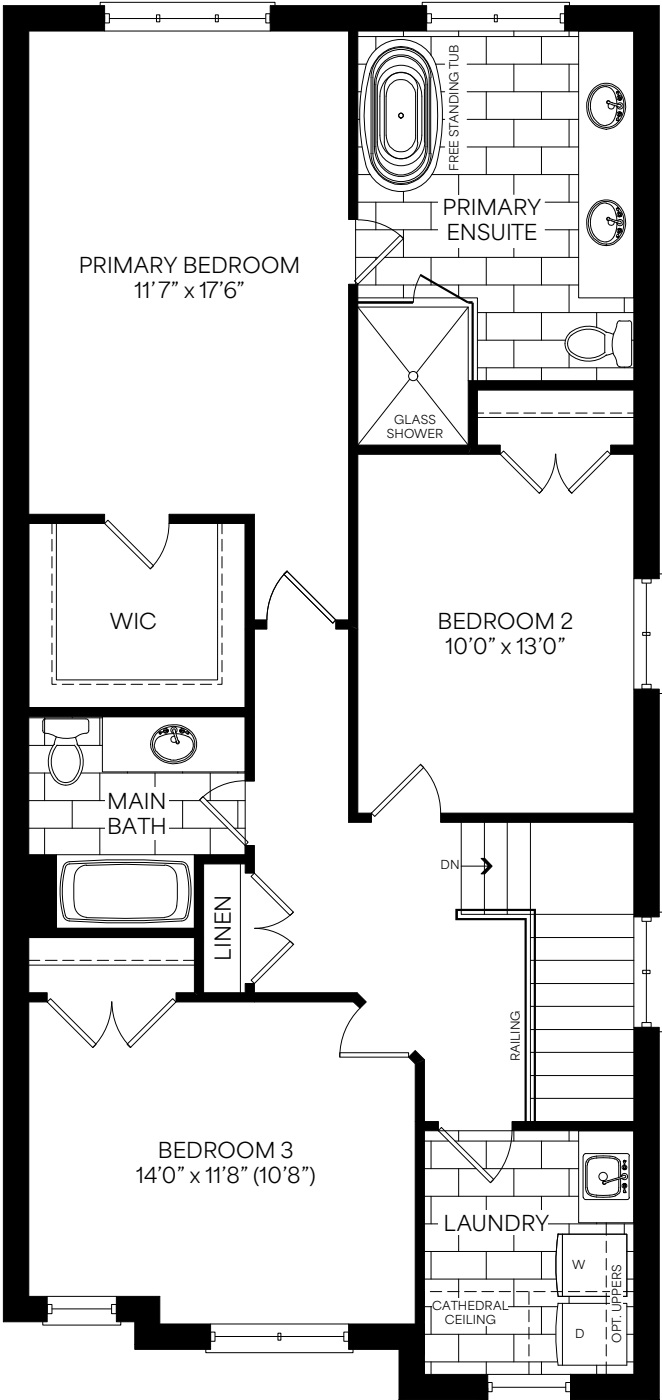 FREE STANDING TUB
PRIMARY
ENSUITE
PRIMARY BEDROOM
11’7” x 17’6”
GLASS
SHOWER
WIC
BEDROOM 2
10’0” x 13’0”
MAIN
BATH
DN
LINEN
RAILING
BEDROOM 3
14’0” x 11’8” (10’8”)
LAUNDRY
W
OPT. UPPERS
CATHEDRAL
CEILING
D